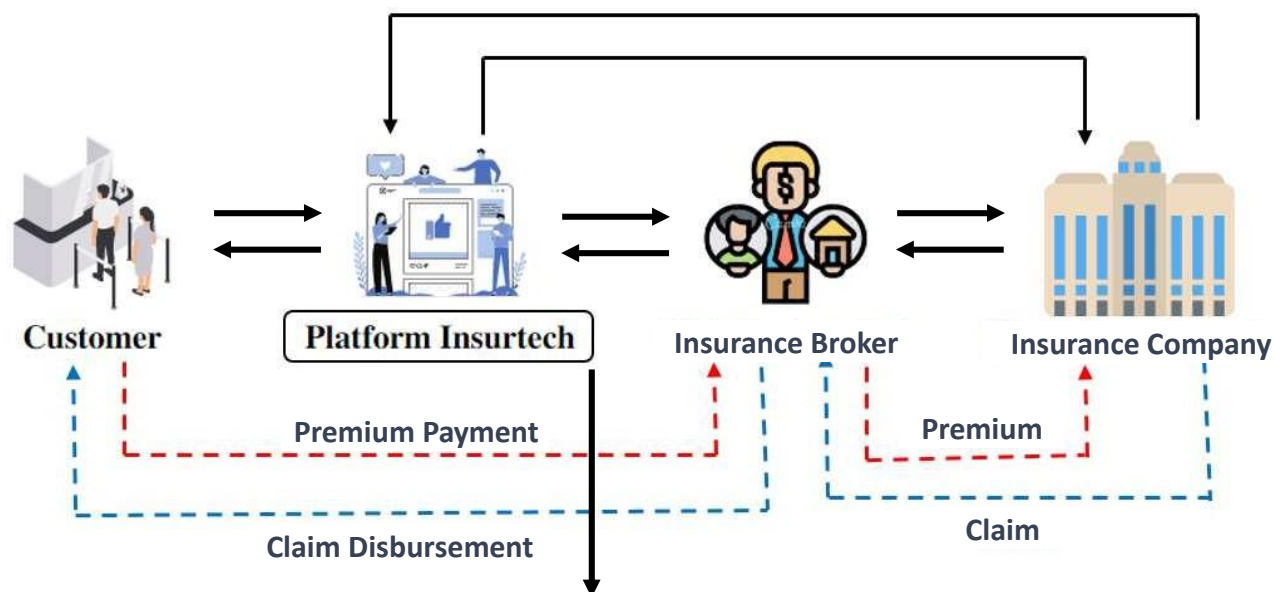 Customer
Platform Insurtech
Insurance Broker
Insurance Company
Premium Payment
Premium
Claim Disbursement
Claim